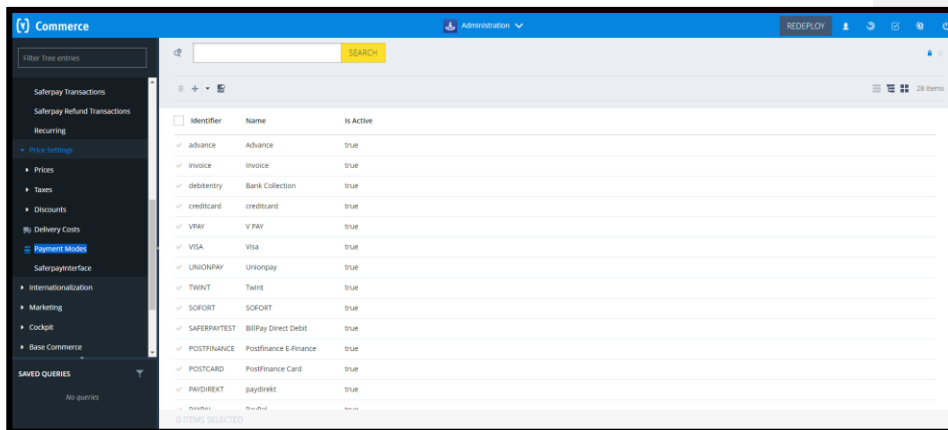 (Y) Commerce
Administration
REDEPLOY
Filter Tree entries
SEARCH
28 items
Saferpay Transactions
Saferpay Refund Transactions
Recurring
Price Settings
Prices
Taxes
Discounts
Delivery Costs
Payment Modes
SaferpayInterface
Internationalization
Marketing
Cockpit
Base Commerce
SAVED QUERIES
No queries
Identifier Name Is Active
advance Advance true
invoice Invoice true
debitentry Bank Collection true
creditcard creditcard true
VPAY V PAY true
VISA Visa true
UNIONPAY Unionpay true
TWINT Twint true
SOFORT SOFORT true
SAFERPAYTEST BillPay Direct Debit true
POSTFINANCE Postfinance E-Finance true
POSTCARD PostFinance Card true
PAYDIREKT paydirekt true
PAYPAL PayPal true
0 ITEMS SELECTED